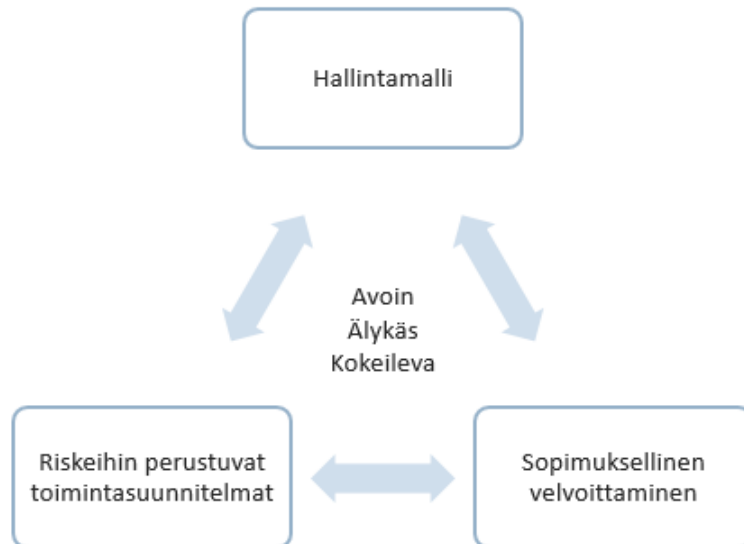 Hallintamalli
Avoin
Älykäs
Kokeileva
Riskeihin perustuvat
toimintasuunnitelmat
Sopimuksellinen
velvoittaminen